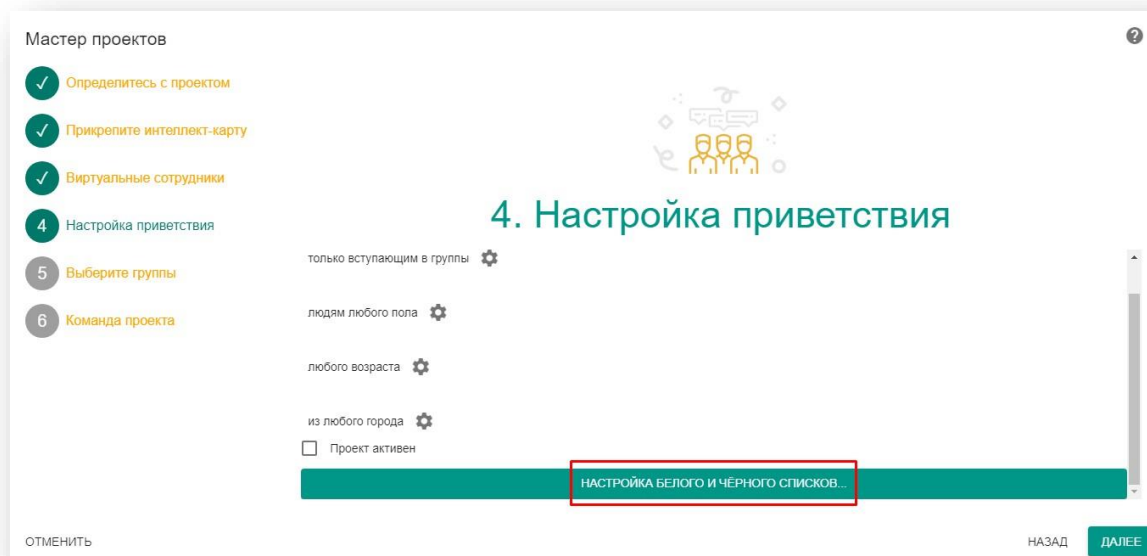 Мастер проектов
Определитесь с проектом
Прикрепите интеллект-карту
Виртуальные сотрудники
4 Настройка приветствия
5 Выберите группы
6 Команда проекта
4. Настройка приветствия
только вступающим в группы
людям любого пола
любого возраста
из любого города
Проект активен
НАСТРОЙКА БЕЛОГО И ЧЁРНОГО СПИСКОВ...
ОТМЕНИТЬ
НАЗАД
ДАЛЕЕ